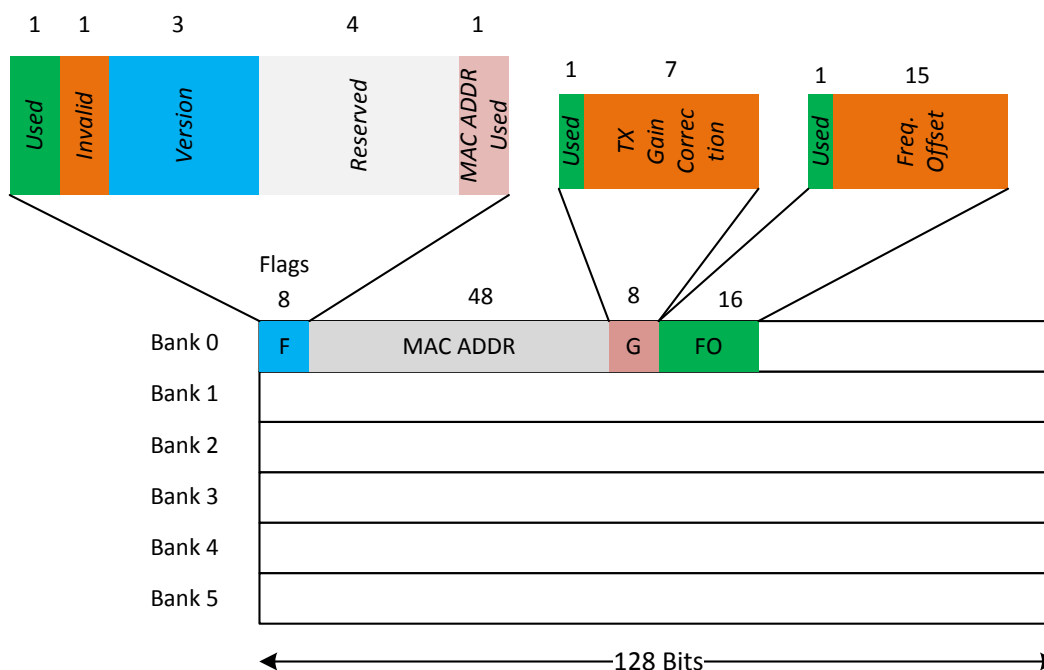 1 1 3 4 1
Used
Invalid
Version
Reserved
MAC ADDR
Used
1 7
Used
TX
Gain
Correc
tion
1 15
Used
Freq.
Offset
Flags
8 48 8 16
Bank 0 F MAC ADDR G FO
Bank 1
Bank 2
Bank 3
Bank 4
Bank 5
128 Bits